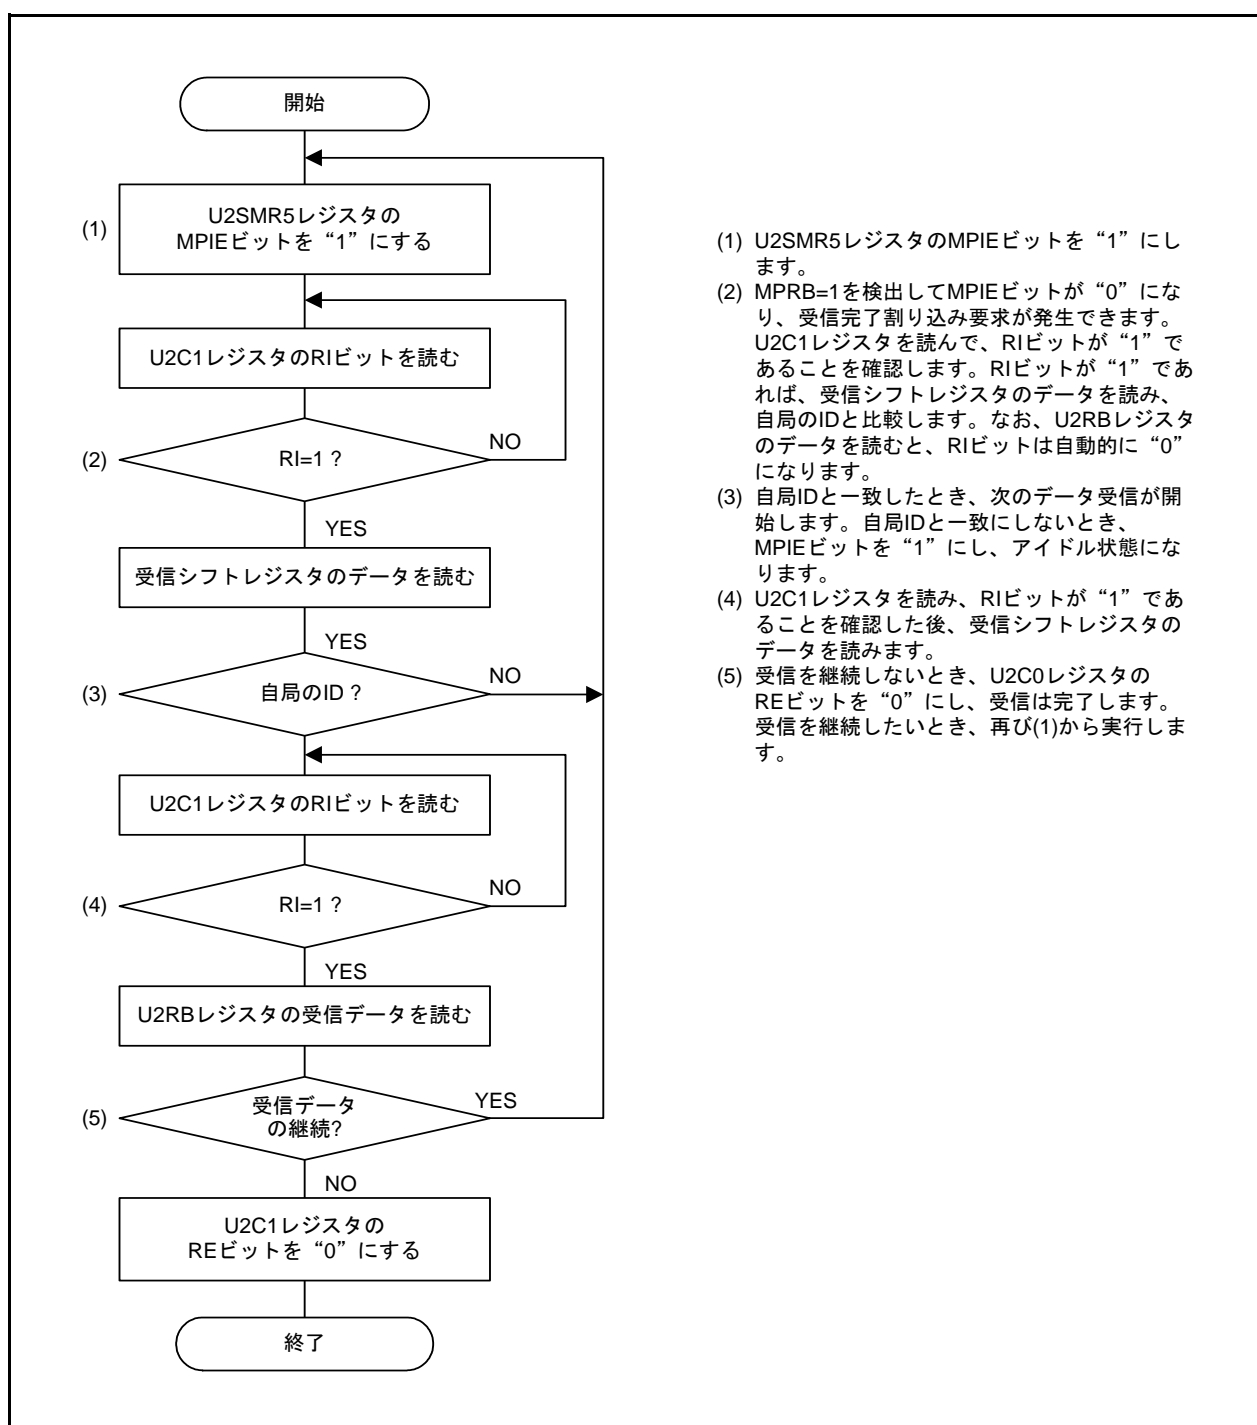 開始
(1)
U2SMR5レジスタの
MPIEビットを“1”にする
U2C1レジスタのRIビットを読む
(2)
RI=1 ?
NO
YES
受信シフトレジスタのデータを読む
YES
(3)
自局のID ?
NO
U2C1レジスタのRIビットを読む
(4)
RI=1 ?
NO
YES
U2RBレジスタの受信データを読む
(5)
受信データ
の継続?
YES
NO
U2C1レジスタの
REビットを“0”にする
終了
(1) U2SMR5レジスタのMPIEビットを“1”にし
ます。
(2) MPRB=1を検出してMPIEビットが“0”にな
り、受信完了割り込み要求が発生できます。
U2C1レジスタを読んで、RIビットが“1”で
あることを確認します。RIビットが“1”であ
れば、受信シフトレジスタのデータを読み、
自局のIDと比較します。なお、U2RBレジスタ
のデータを読むと、RIビットは自動的に“0”
になります。
(3) 自局IDと一致したとき、次のデータ受信が開
始します。自局IDと一致にしないとき、
MPIEビットを“1”にし、アイドル状態にな
ります。
(4) U2C1レジスタを読み、RIビットが“1”であ
ることを確認した後、受信シフトレジスタの
データを読みます。
(5) 受信を継続しないとき、U2C0レジスタの
REビットを“0”にし、受信は完了します。
受信を継続したいとき、再び(1)から実行しま
す。